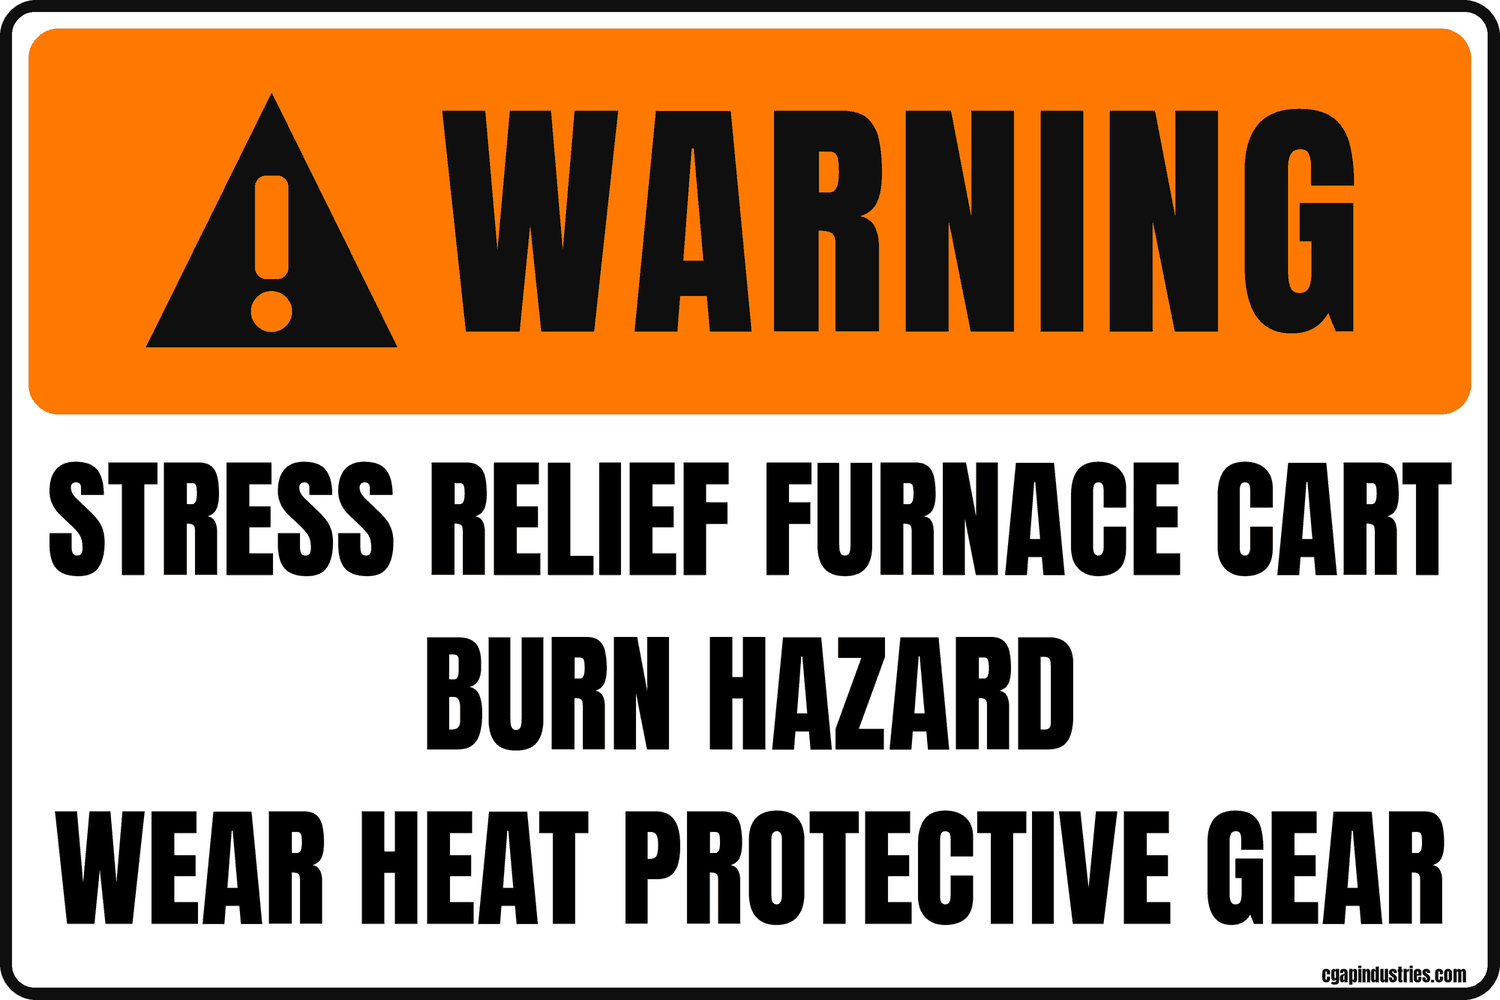 WARNING
STRESS RELIEF FURNACE CART
BURN HAZARD
WEAR HEAT PROTECTIVE GEAR
cgapindustries.com